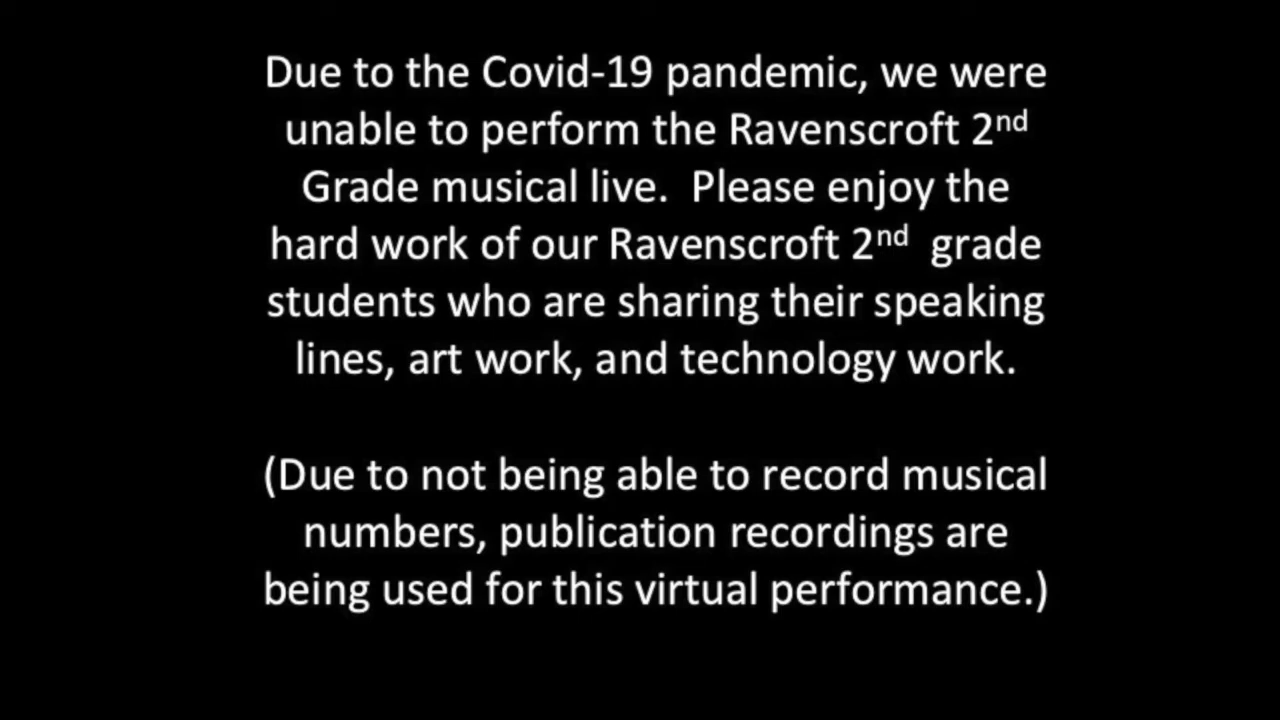 Due to the Covid-19 pandemic, we were
unable to perform the Ravenscroft 2nd
Grade musical live.  Please enjoy the
hard work of our Ravenscroft 2nd  grade
students who are sharing their speaking
lines, art work, and technology work.
(Due to not being able to record musical
numbers, publication recordings are
being used for this virtual performance.)